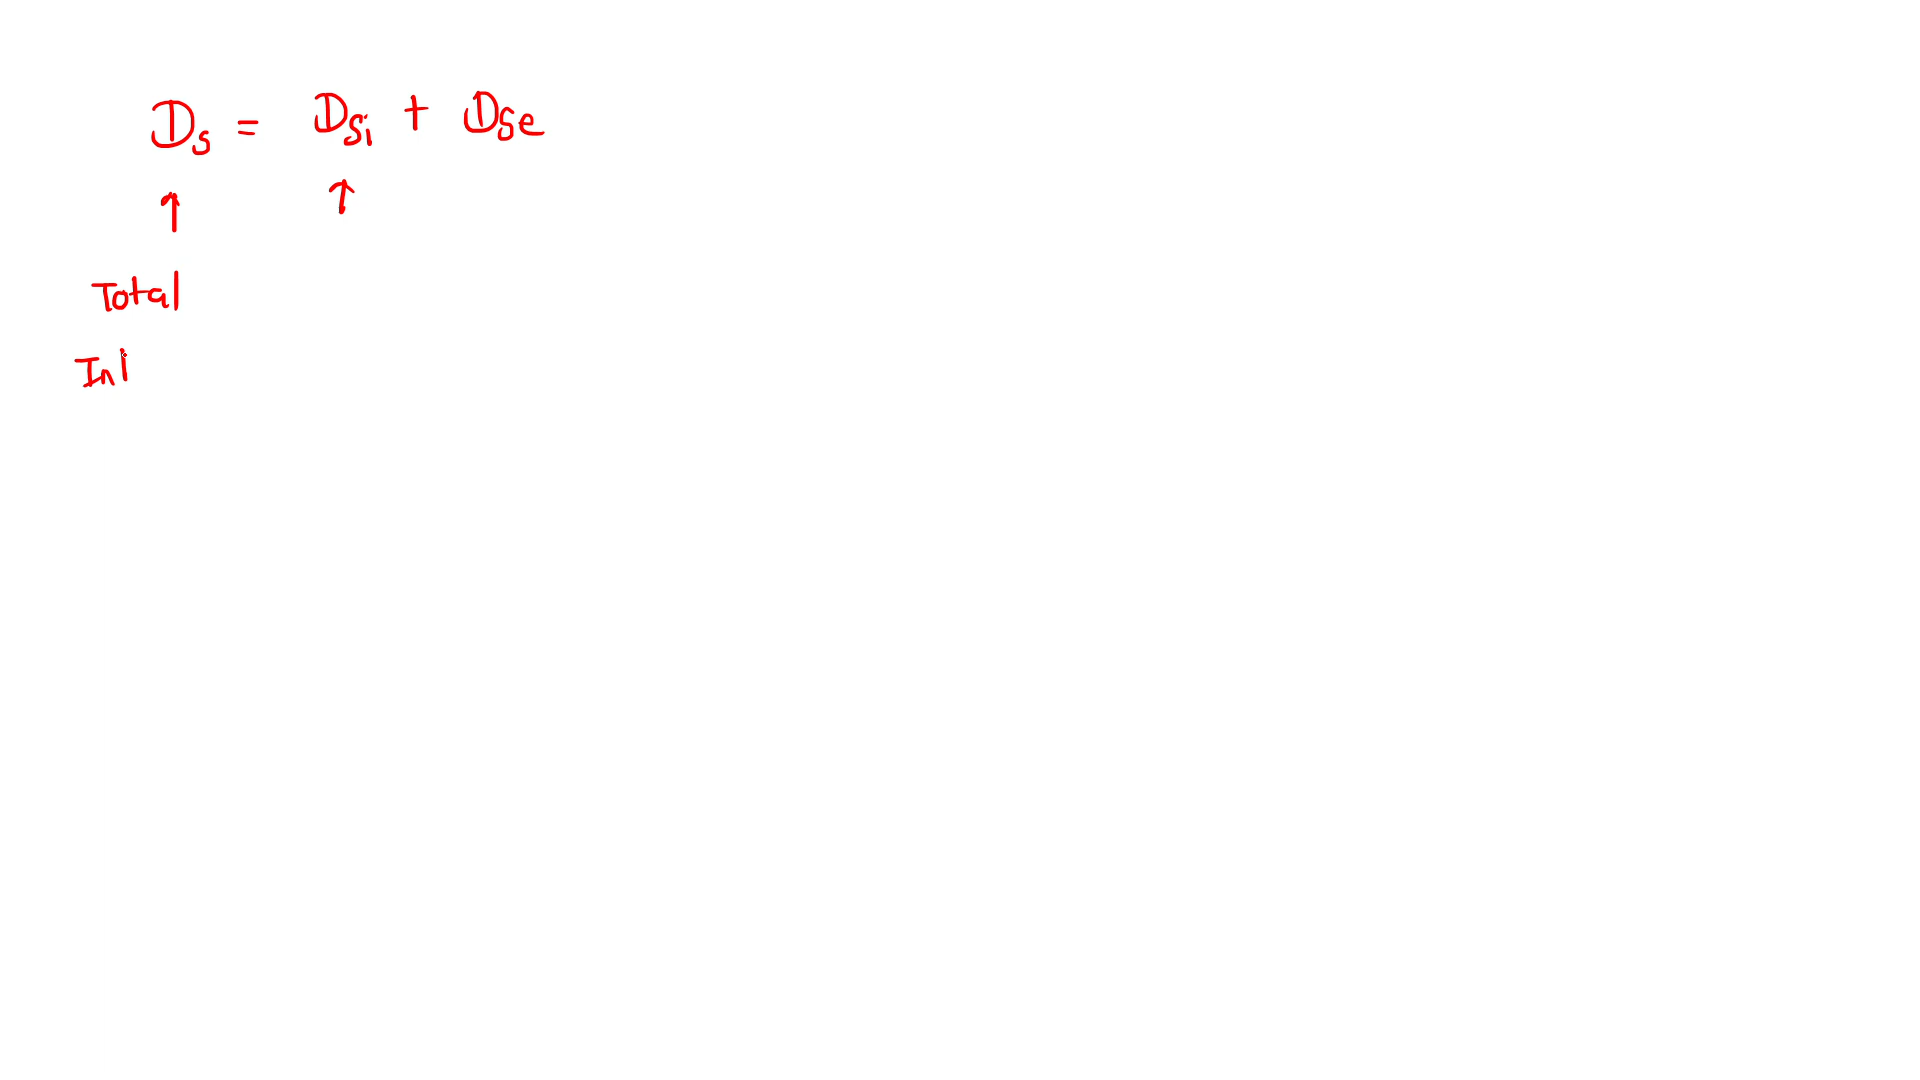 Ds = Dsi + Dse
↑ ↑
Total
Inl